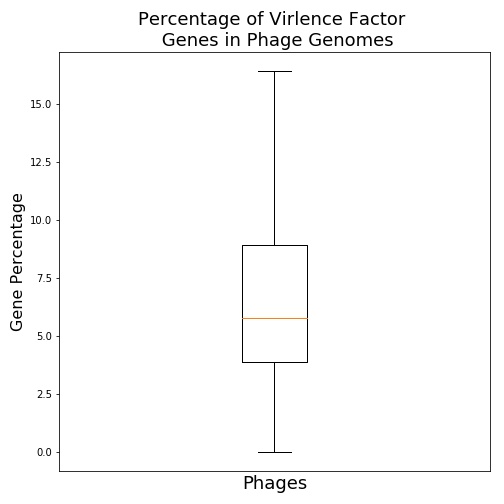 Percentage of Virlence Factor
Genes in Phage Genomes
Gene Percentage
15.0
12.5
10.0
7.5
5.0
2.5
0.0
Phages